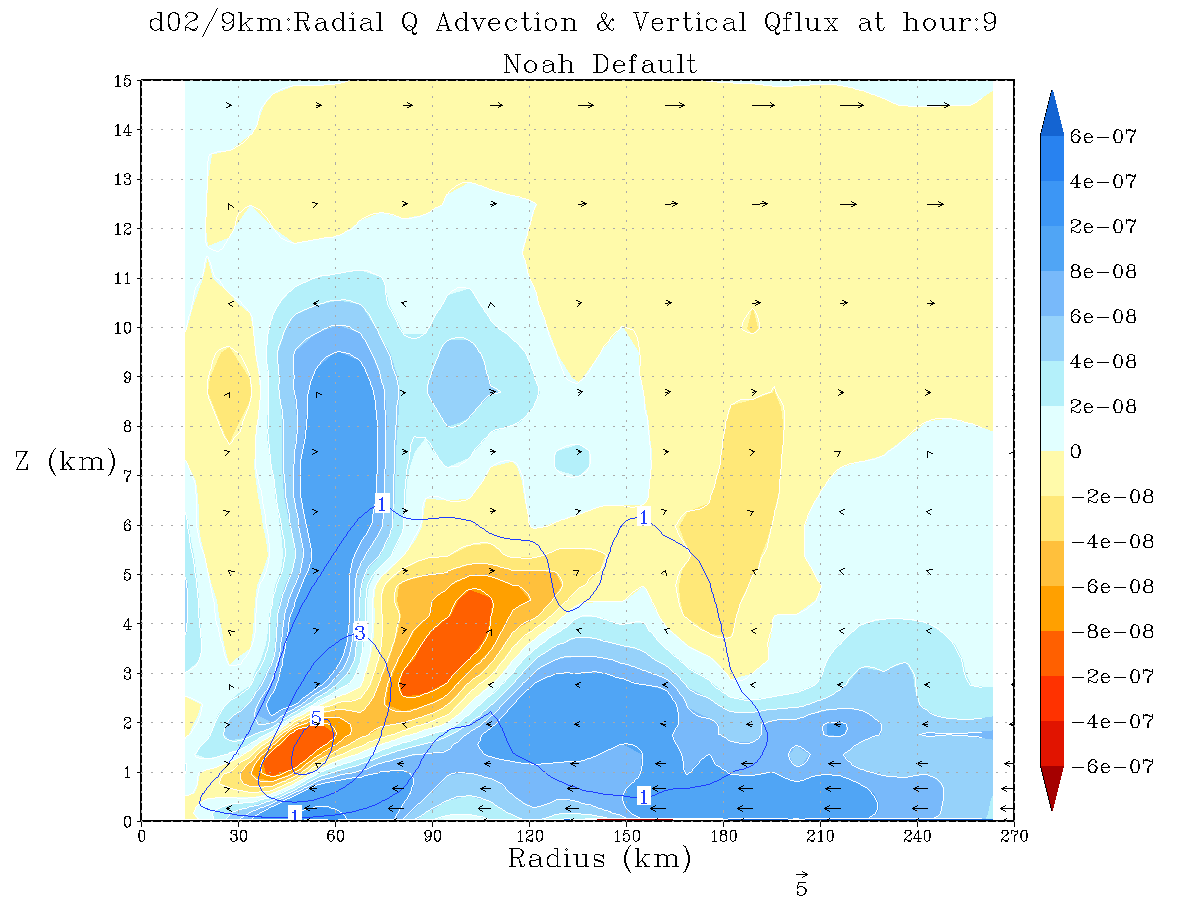 d02/9km:Radial Q Advection & Vertical Qflux at hour:9
Noah Default
15
14
13
12
11
10
9
8
7
6
5
4
3
2
1
0
Z (km)
1
1
3
5
1
1
0 30 60 90 120 150 180 210 240 270
Radius (km)
5
6e-07
4e-07
2e-07
8e-08
6e-08
4e-08
2e-08
0
-2e-08
-4e-08
-6e-08
-8e-08
-2e-07
-4e-07
-6e-07